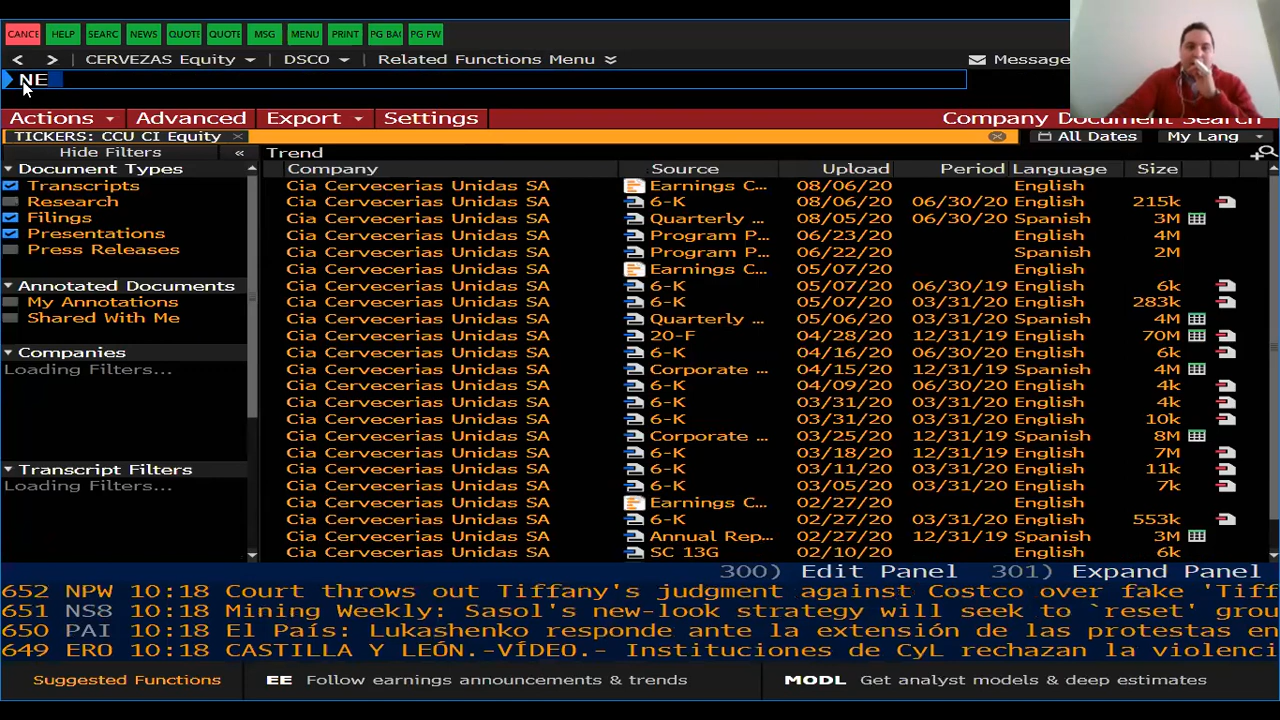 CANCE HELP SEARC NEWS QUOTE QUOTE MSG MENU PRINT PG BAC PG FW
< > CERVEZAS Equity DSCO Related Functions Menu Message
NE
Actions Advanced Export Settings Company Document Search
TICKERS: CCU CI Equity × All Dates My Lang
Hide Filters « Trend
Document Types Company Source Upload Period Language Size
Transcripts Cia Cervecerias Unidas SA Earnings C... 08/06/20 English
Research Cia Cervecerias Unidas SA 6-K 08/06/20 06/30/20 English 215k
Filings Cia Cervecerias Unidas SA Quarterly ... 08/05/20 06/30/20 Spanish 3M
Presentations Cia Cervecerias Unidas SA Program P... 06/23/20 English 4M
Press Releases Cia Cervecerias Unidas SA Program P... 06/22/20 Spanish 2M
Cia Cervecerias Unidas SA Earnings C... 05/07/20 English
Annotated Documents Cia Cervecerias Unidas SA 6-K 05/07/20 06/30/19 English 6k
My Annotations Cia Cervecerias Unidas SA 6-K 05/07/20 03/31/20 English 283k
Shared With Me Cia Cervecerias Unidas SA Quarterly ... 05/06/20 03/31/20 Spanish 4M
Cia Cervecerias Unidas SA 20-F 04/28/20 12/31/19 English 70M
Companies Cia Cervecerias Unidas SA 6-K 04/16/20 06/30/20 English 6k
Loading Filters... Cia Cervecerias Unidas SA Corporate ... 04/15/20 12/31/19 Spanish 4M
Cia Cervecerias Unidas SA 6-K 04/09/20 06/30/20 English 4k
Cia Cervecerias Unidas SA 6-K 03/31/20 03/31/20 English 4k
Cia Cervecerias Unidas SA 6-K 03/31/20 03/31/20 English 10k
Cia Cervecerias Unidas SA Corporate ... 03/25/20 12/31/19 Spanish 8M
Cia Cervecerias Unidas SA 6-K 03/18/20 12/31/19 English 7M
Transcript Filters Cia Cervecerias Unidas SA 6-K 03/11/20 03/31/20 English 11k
Loading Filters... Cia Cervecerias Unidas SA 6-K 03/05/20 03/31/20 English 7k
Cia Cervecerias Unidas SA Earnings C... 02/27/20 English
Cia Cervecerias Unidas SA 6-K 02/27/20 03/31/20 English 553k
Cia Cervecerias Unidas SA Annual Rep... 02/27/20 12/31/19 Spanish 3M
Cia Cervecerias Unidas SA SC 13G 02/10/20 English 6k
300) Edit Panel 301) Expand Panel
652 NPW 10:18 Court throws out Tiffany's judgment against Costco over fake 'Tiff
651 NS8 10:18 Mining Weekly: Sasol's new-look strategy will seek to `reset' grou
650 PAI 10:18 El País: Lukashenko responde ante la extensión de las protestas en
649 ERO 10:18 CASTILLA Y LEÓN.-VÍDEO.- Instituciones de CyL rechazan la violenci
Suggested Functions EE Follow earnings announcements & trends MODL Get analyst models & deep estimates